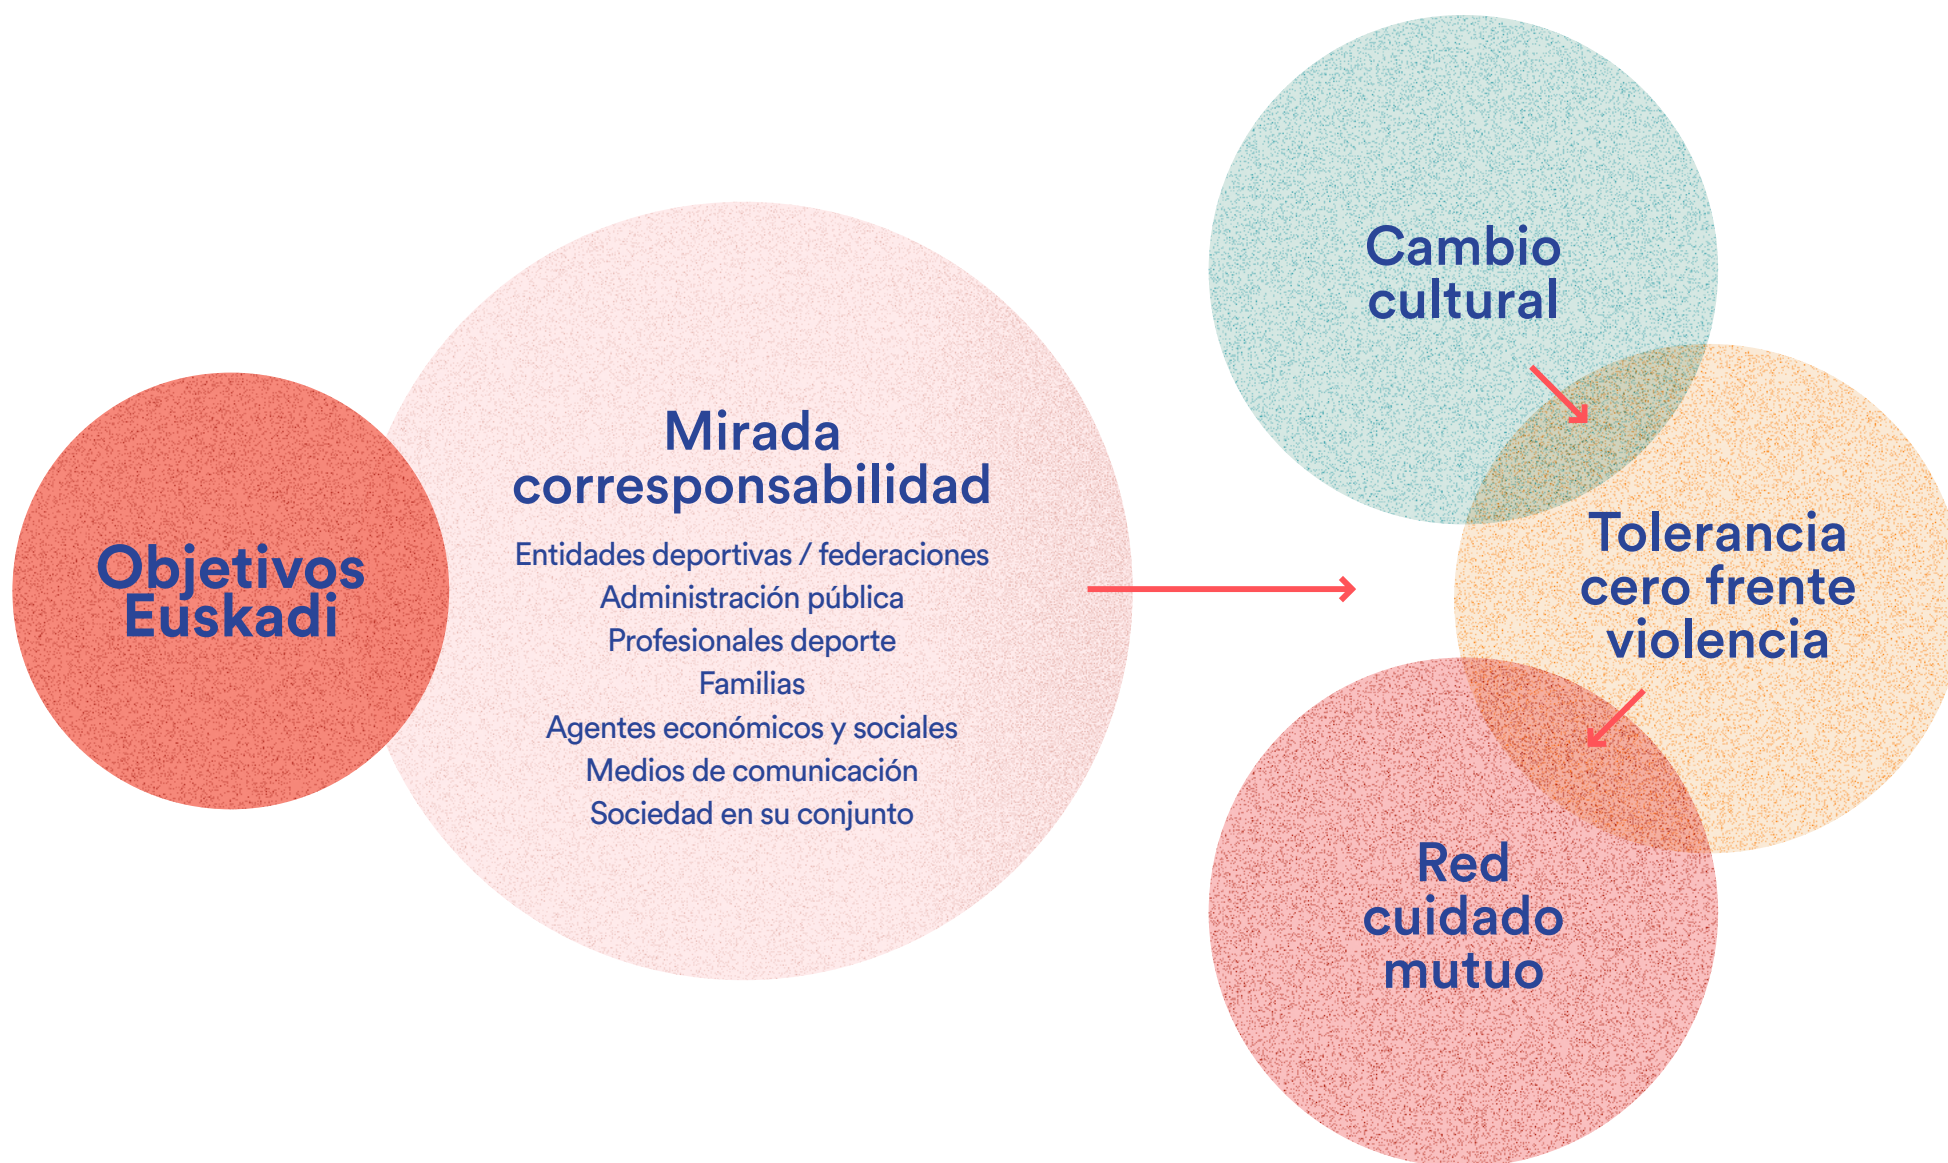 Objetivos
Euskadi
Mirada
corresponsabilidad
Entidades deportivas / federaciones
Administración pública
Profesionales deporte
Familias
Agentes económicos y sociales
Medios de comunicación
Sociedad en su conjunto
Cambio
cultural
Tolerancia
cero frente
violencia
Red
cuidado
mutuo